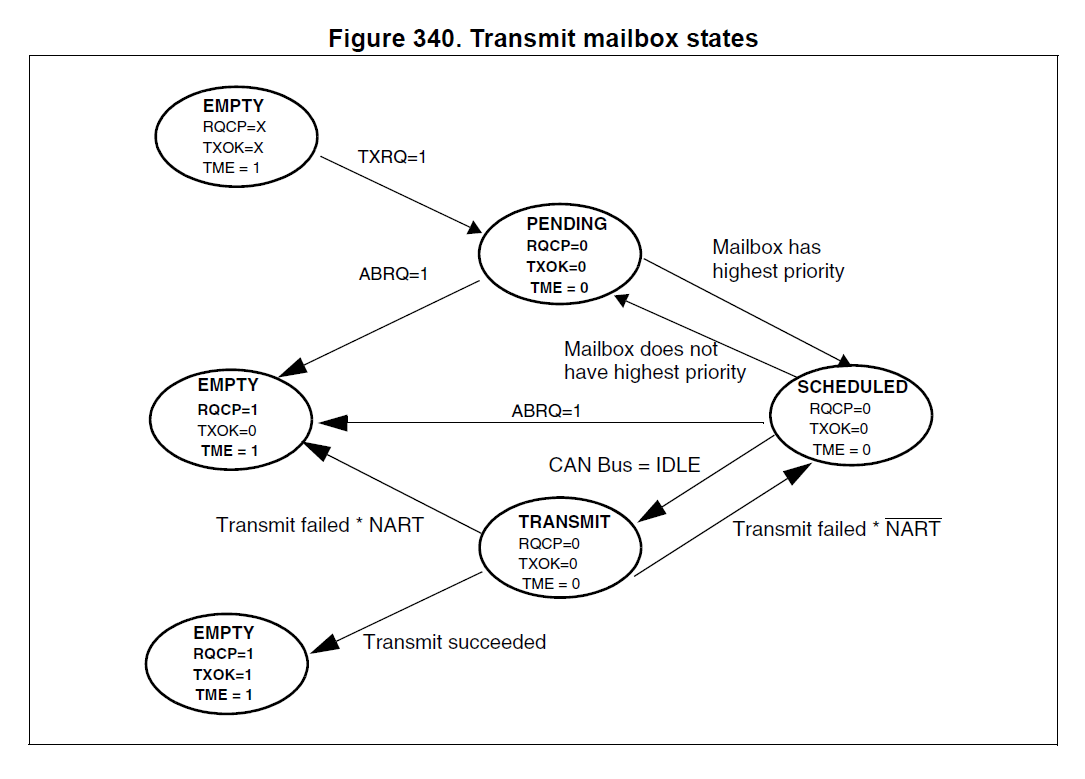 Figure 340. Transmit mailbox states
EMPTY
RQCP=X
TXOK=X
TME = 1
TXRQ=1
PENDING
RQCP=0
TXOK=0
TME = 0
Mailbox has
highest priority
ABRQ=1
Mailbox does not
have highest priority
EMPTY
RQCP=1
TXOK=0
TME = 1
ABRQ=1
SCHEDULED
RQCP=0
TXOK=0
TME = 0
CAN Bus = IDLE
Transmit failed * NART
TRANSMIT
RQCP=0
TXOK=0
TME = 0
Transmit failed * N̅A̅R̅T̅
EMPTY
RQCP=1
TXOK=1
TME = 1
Transmit succeeded